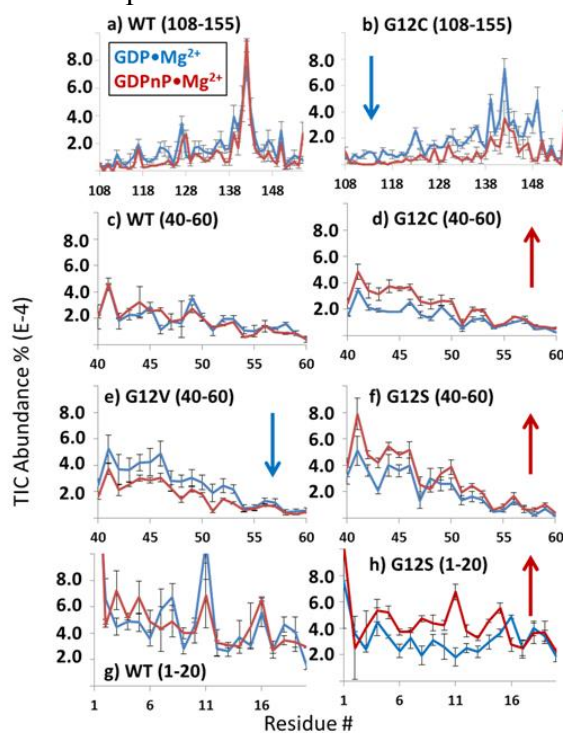 a) WT (108-155)
b) G12C (108-155)
GDP•Mg2+
GDPnP•Mg2+
8.0
6.0
4.0
2.0
8.0
6.0
4.0
2.0
108 118 128 138 148
108 118 128 138 148
c) WT (40-60)
d) G12C (40-60)
8.0
6.0
4.0
2.0
8.0
6.0
4.0
2.0
40 45 50 55 60
40 45 50 55 60
e) G12V (40-60)
f) G12S (40-60)
8.0
6.0
4.0
2.0
8.0
6.0
4.0
2.0
40 45 50 55 60
40 45 50 55 60
h) G12S (1-20)
8.0
6.0
4.0
2.0
8.0
6.0
4.0
2.0
g) WT (1-20)
1 6 11 16
1 6 11 16
TIC Abundance % (E-4)
Residue #